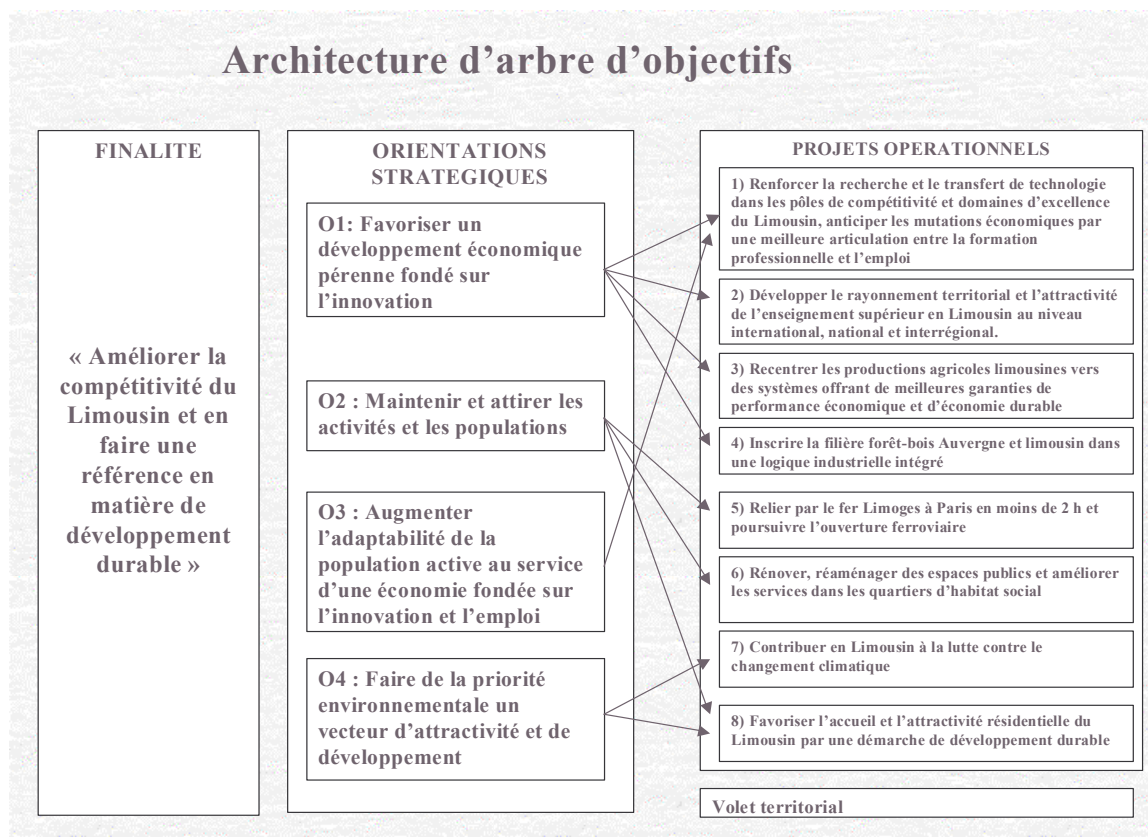 Architecture d'arbre d'objectifs
FINALITE
« Améliorer la
compétitivité du
Limousin et en
faire une
référence en
matière de
développement
durable »
ORIENTATIONS
STRATEGIQUES
O1: Favoriser un
développement économique
pérenne fondé sur
l'innovation
O2 : Maintenir et attirer les
activités et les populations
O3 : Augmenter
l'adaptabilité de la
population active au service
d'une économie fondée sur
l'innovation et l'emploi
O4 : Faire de la priorité
environnementale un
vecteur d'attractivité et de
développement
PROJETS OPERATIONNELS
1) Renforcer la recherche et le transfert de technologie
dans les pôles de compétitivité et domaines d'excellence
du Limousin, anticiper les mutations économiques par
une meilleure articulation entre la formation
professionnelle et l'emploi
2) Développer le rayonnement territorial et l'attractivité
de l'enseignement supérieur en Limousin au niveau
international, national et interrégional.
3) Recentrer les productions agricoles limousines vers
des systèmes offrant de meilleures garanties de
performance économique et d'économie durable
4) Inscrire la filière forêt-bois Auvergne et limousin dans
une logique industrielle intégré
5) Relier par le fer Limoges à Paris en moins de 2 h et
poursuivre l'ouverture ferroviaire
6) Rénover, réaménager des espaces publics et améliorer
les services dans les quartiers d'habitat social
7) Contribuer en Limousin à la lutte contre le
changement climatique
8) Favoriser l'accueil et l'attractivité résidentielle du
Limousin par une démarche de développement durable
Volet territorial